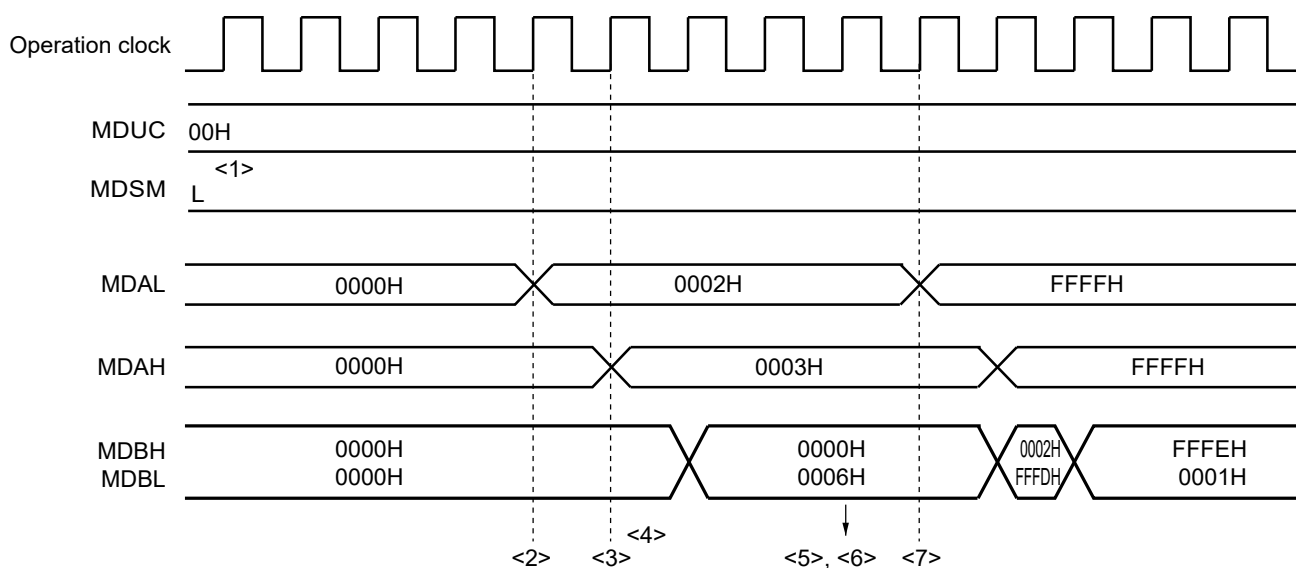 Operation clock
MDUC 00H
<1>
MDSM L
MDAL 0000H 0002H FFFFH
MDAH 0000H 0003H FFFFH
MDBH 0000H 0000H 0002H FFFEH
MDBL 0000H 0006H FFFDH 0001H
<4>
<2> <3> <5>, <6> <7>